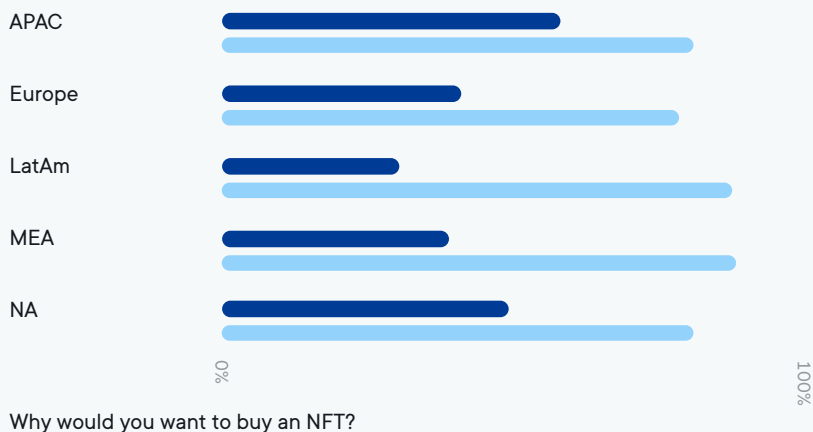 APAC
Europe
LatAm
MEA
NA
0%
100%
Why would you want to buy an NFT?